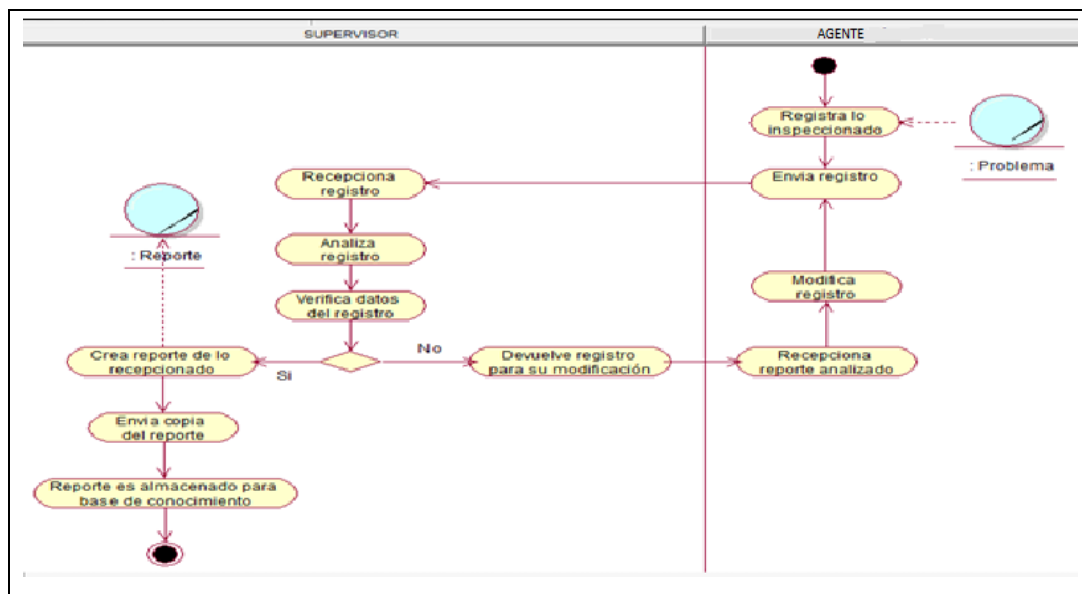 SUPERVISOR
AGENTE
Registra lo
inspeccionado
: Problema
Envia registro
Recepciona
registro
Analiza
registro
: Reporte
Verifica datos
del registro
Modifica
registro
No
Si
Crea reporte de lo
recepcionado
Devuelve registro
para su modificación
Recepciona
reporte analizado
Envia copia
del reporte
Reporte es almacenado para
base de conocimiento